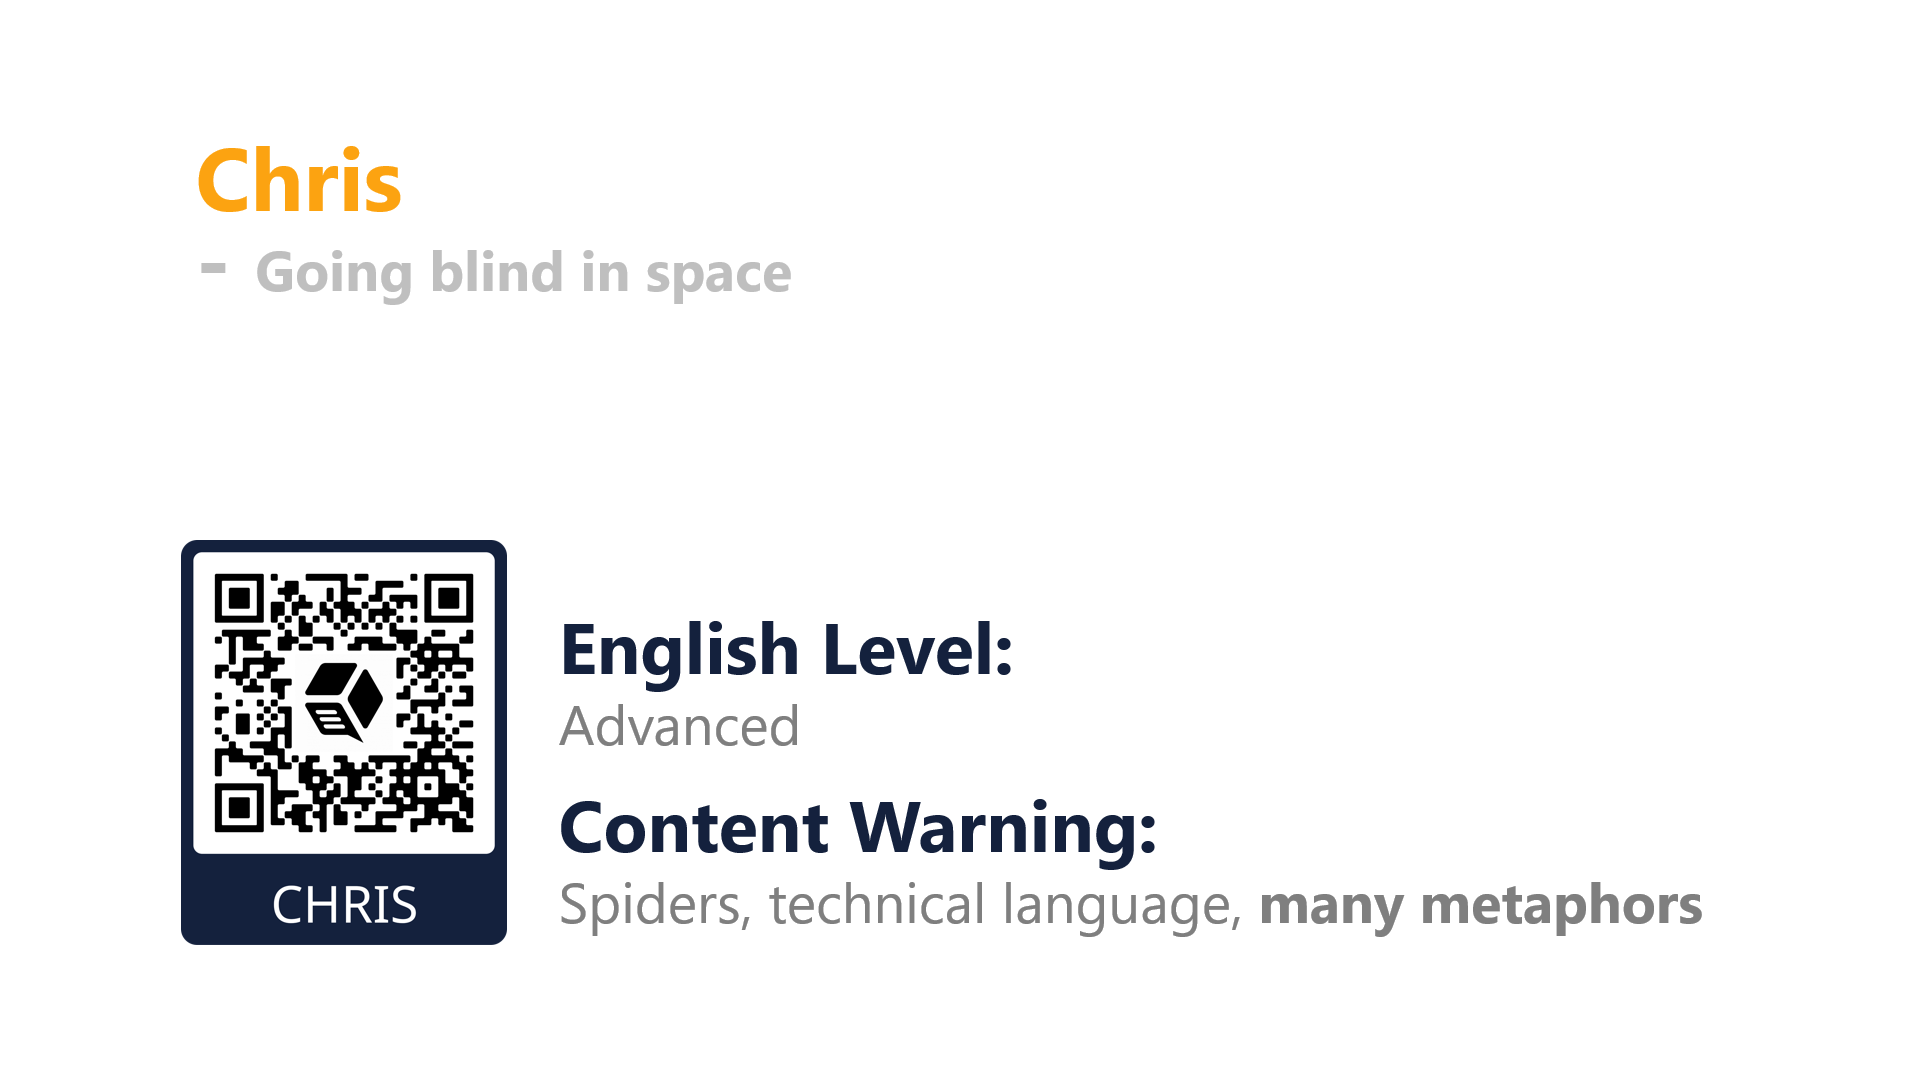 Chris
- Going blind in space
CHRIS
English Level:
Advanced
Content Warning:
Spiders, technical language, many metaphors